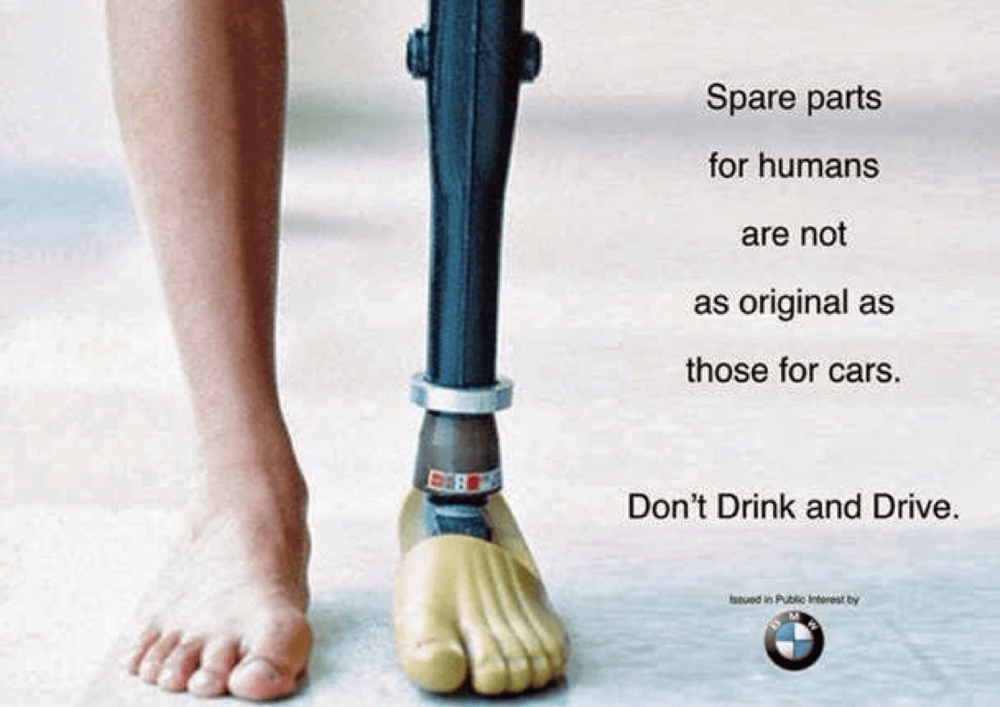 Spare parts
for humans
are not
as original as
those for cars.
Don't Drink and Drive.
Issued in Public Interest by
BMW